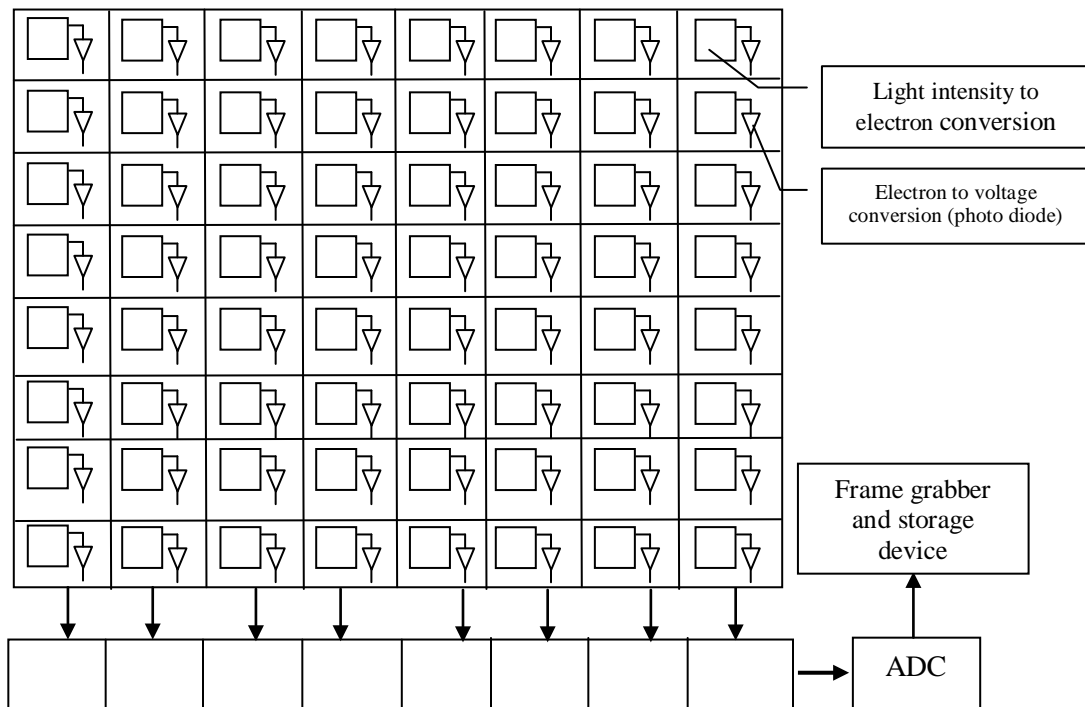 Light intensity to
electron conversion
Electron to voltage
conversion (photo diode)
Frame grabber
and storage
device
ADC